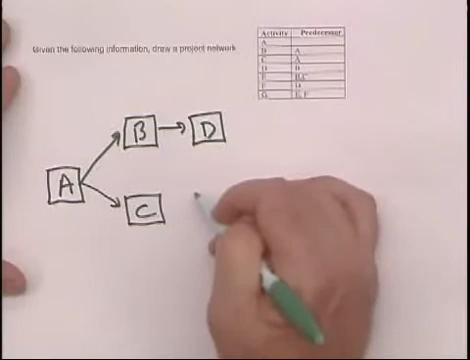 Given the following information, draw a project network
Activity Predecessor
A
B A
C A
D B
E B,C
F D
G E, F
B D
A
C